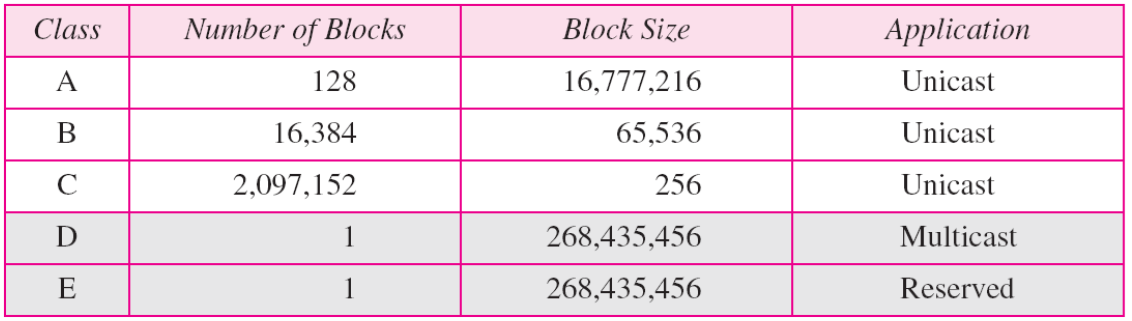 Class Number of Blocks Block Size Application
A 128 16,777,216 Unicast
B 16,384 65,536 Unicast
C 2,097,152 256 Unicast
D 1 268,435,456 Multicast
E 1 268,435,456 Reserved